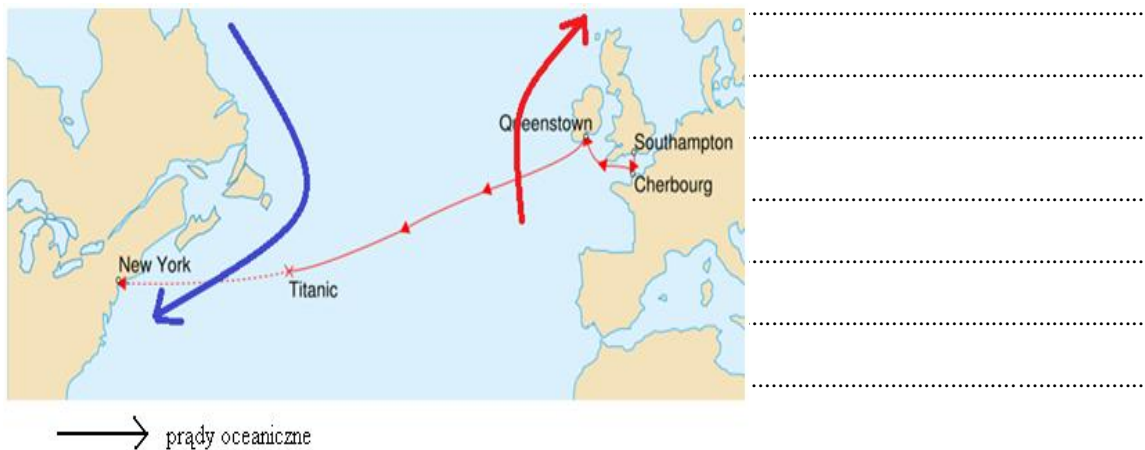 Queenstown
Southampton
Cherbourg
New York
Titanic
prądy oceaniczne